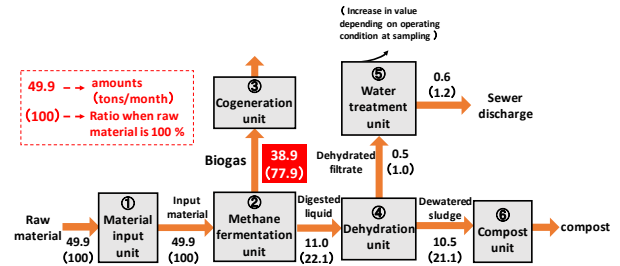 ( Increase in value
depending on operating
condition at sampling )
49.9 amounts
(tons/month)
(100) Ratio when raw
material is 100 %
③
Cogeneration
unit
⑤
Water
treatment
unit
0.6
(1.2)
Sewer
discharge
Biogas
38.9
(77.9)
Dehydrated
filtrate
0.5
(1.0)
Raw
material
49.9
(100)
①
Material
input
unit
Input
material
49.9
(100)
②
Methane
fermentation
unit
Digested
liquid
11.0
(22.1)
④
Dehydration
unit
Dewatered
sludge
10.5
(21.1)
⑥
Compost
unit
compost